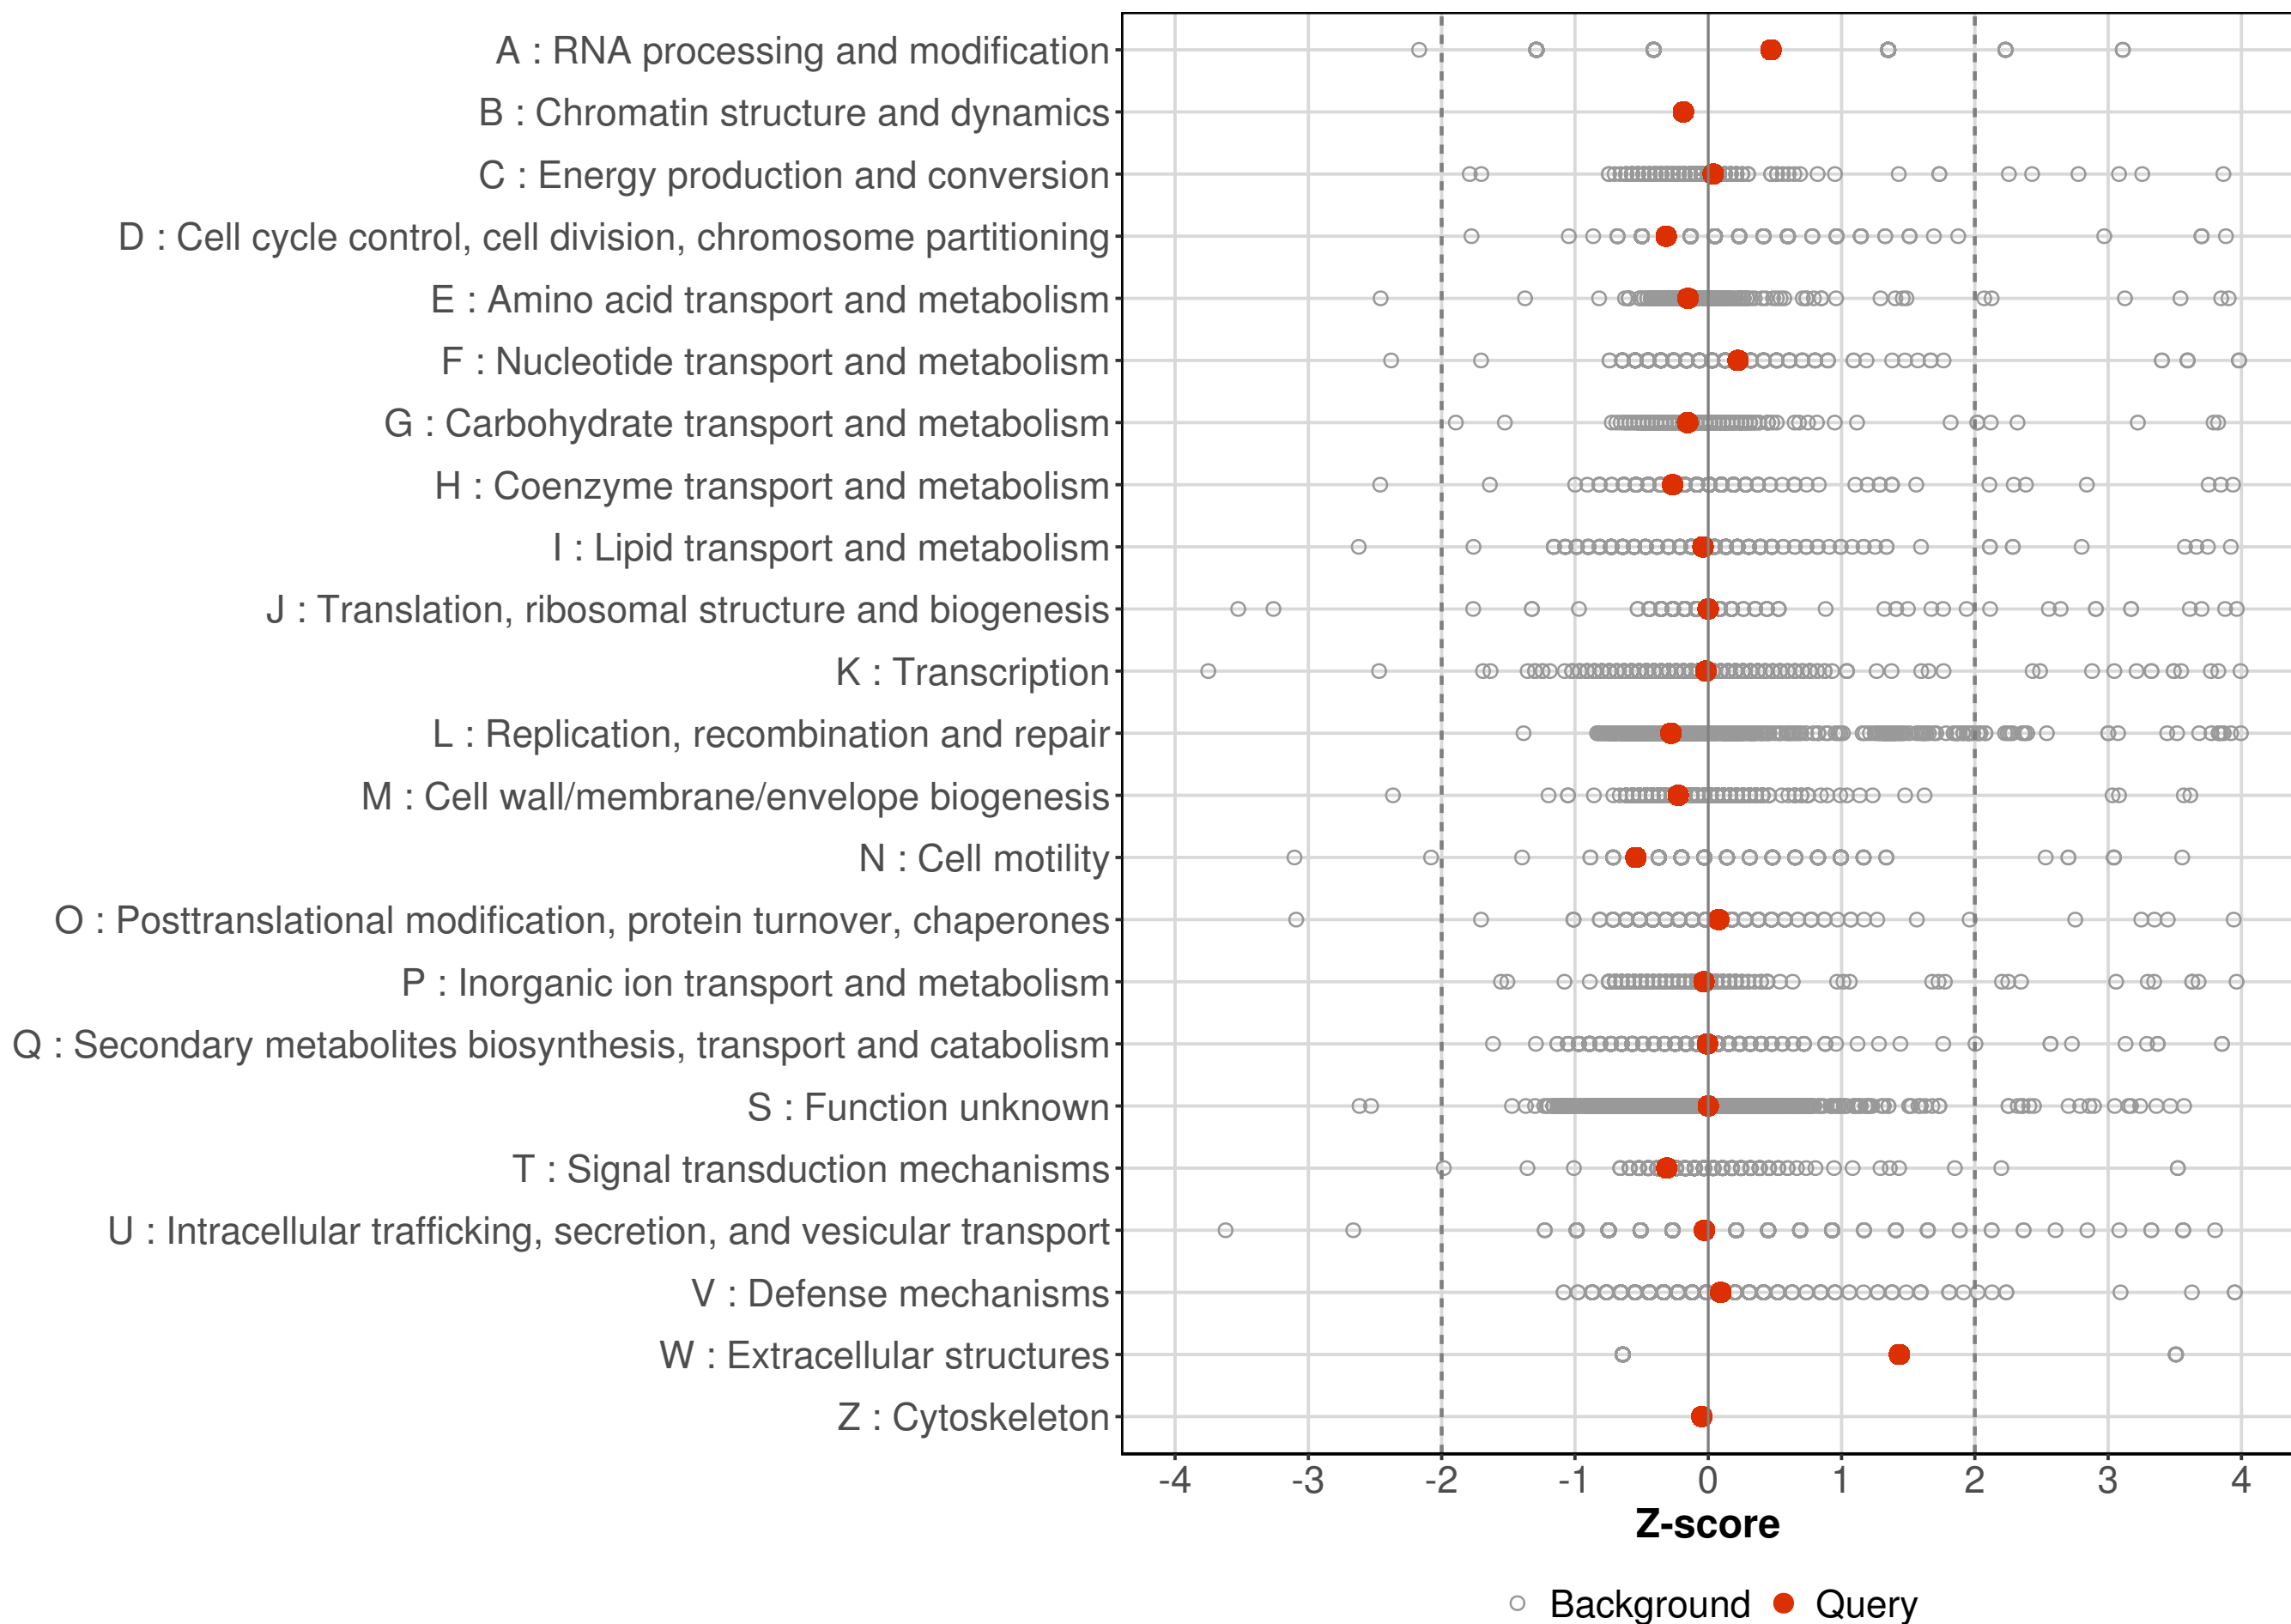 A : RNA processing and modification
B : Chromatin structure and dynamics
C : Energy production and conversion
D : Cell cycle control, cell division, chromosome partitioning
E : Amino acid transport and metabolism
F : Nucleotide transport and metabolism
G : Carbohydrate transport and metabolism
H : Coenzyme transport and metabolism
I : Lipid transport and metabolism
J : Translation, ribosomal structure and biogenesis
K : Transcription
L : Replication, recombination and repair
M : Cell wall/membrane/envelope biogenesis
N : Cell motility
O : Posttranslational modification, protein turnover, chaperones
P : Inorganic ion transport and metabolism
Q : Secondary metabolites biosynthesis, transport and catabolism
S : Function unknown
T : Signal transduction mechanisms
U : Intracellular trafficking, secretion, and vesicular transport
V : Defense mechanisms
W : Extracellular structures
Z : Cytoskeleton
-4 -3 -2 -1 0 1 2 3 4
Z-score
Background Query